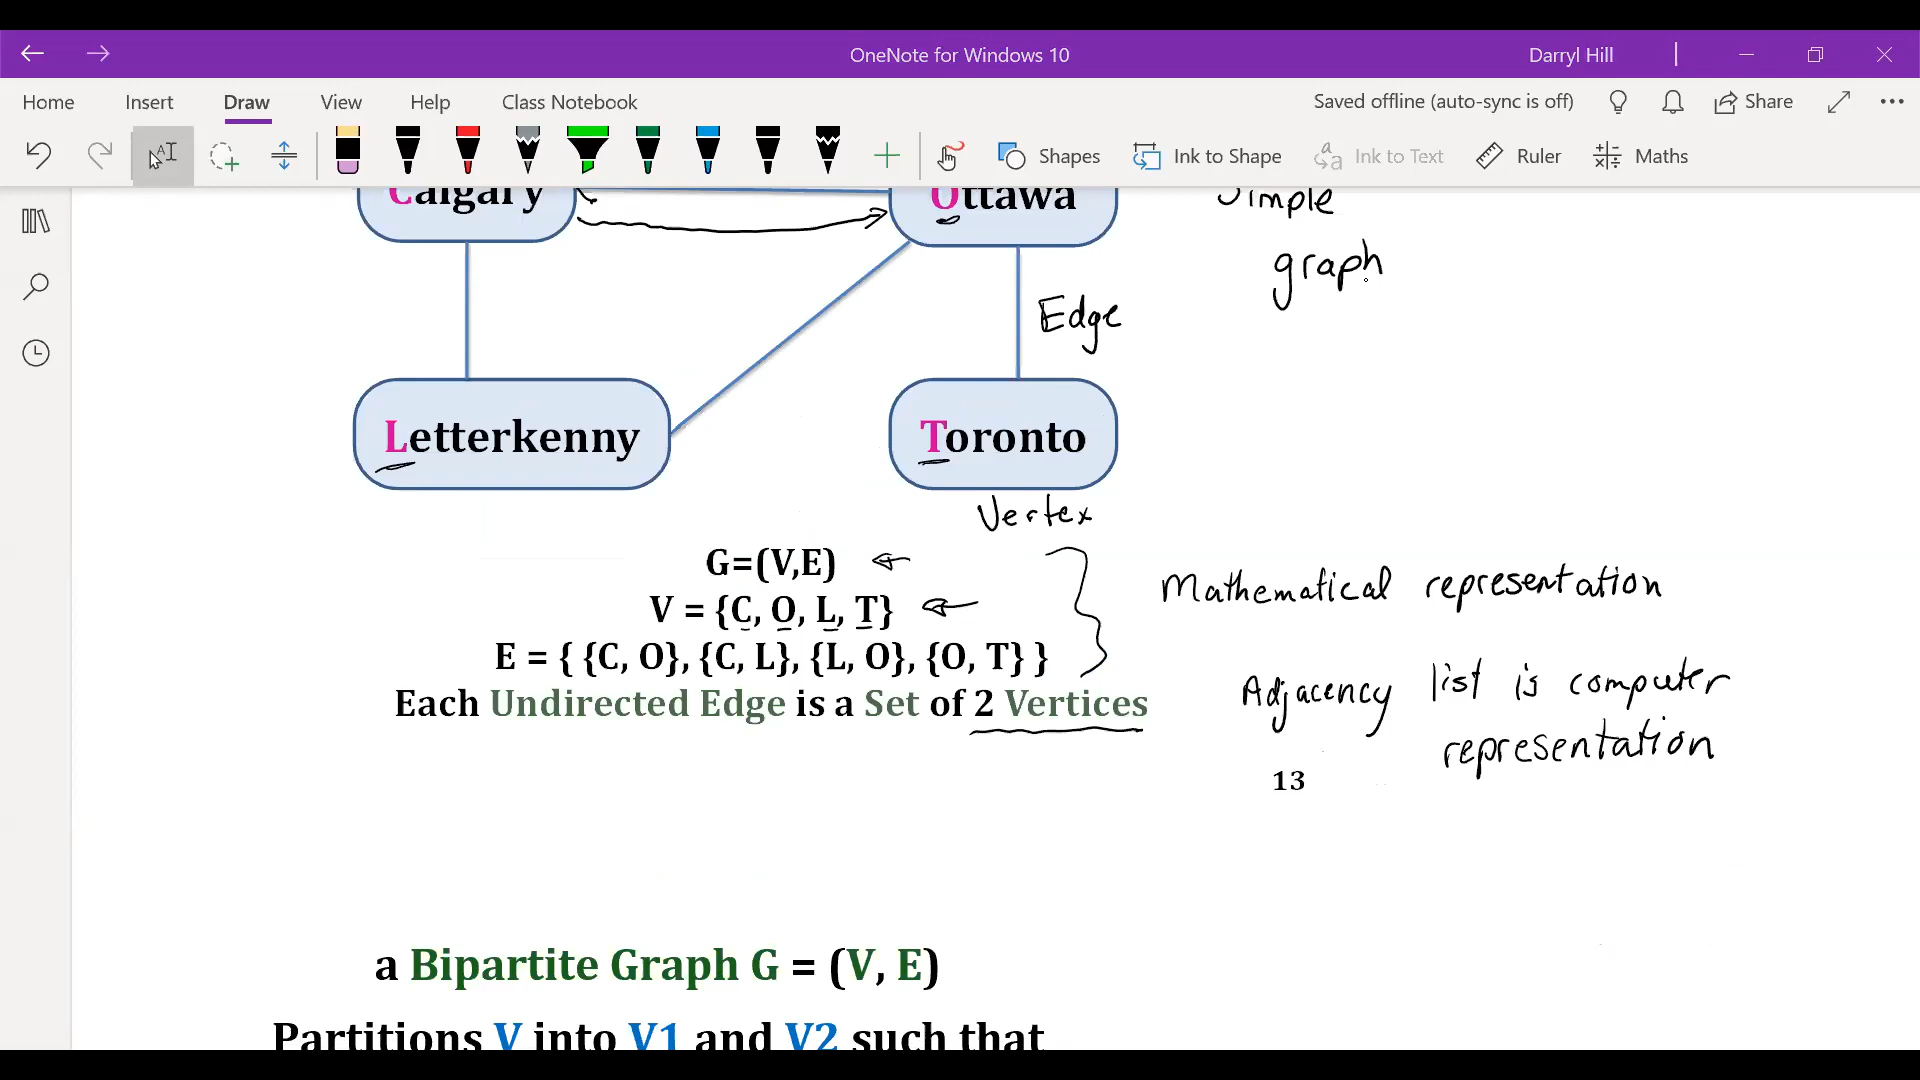 OneNote for Windows 10
Darryl Hill
Home
Insert
Draw
View
Help
Class Notebook
Saved offline (auto-sync is off)
Share
Shapes
Ink to Shape
Ink to Text
Ruler
Maths
Calgary
Ottawa
Simple
graph
Edge
Letterkenny
Toronto
Vertex
G=(V,E)
V = {C, O, L, T}
Mathematical representation
E = { {C, O}, {C, L}, {L, O}, {O, T} }
Each Undirected Edge is a Set of 2 Vertices
Adjacency list is computer
representation
13
a Bipartite Graph G = (V, E)
Partitions V into V1 and V2 such that